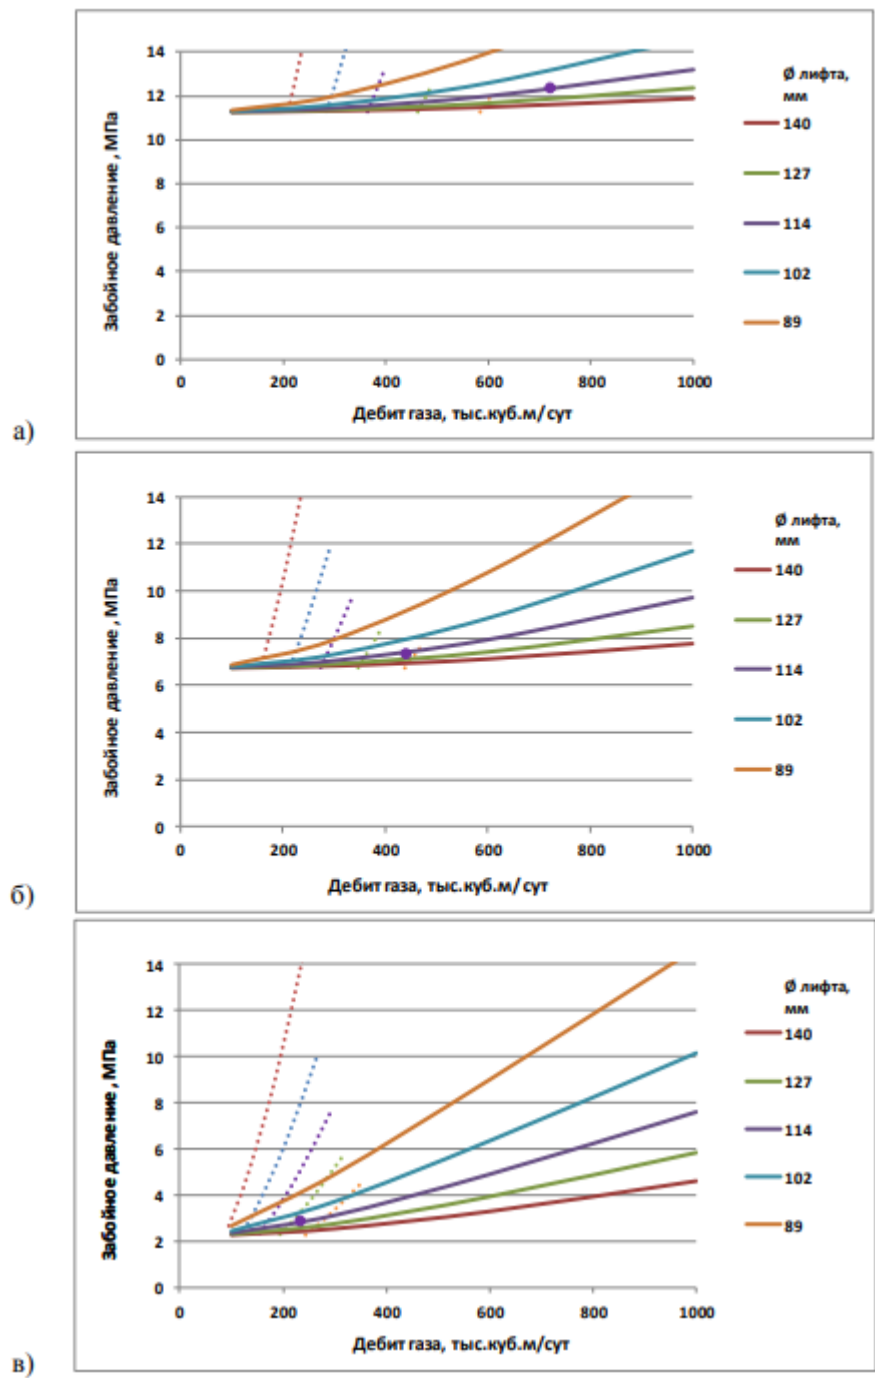 14
12
10
8
6
4
2
0
Забойное давление , МПа
0 200 400 600 800 1000
Дебит газа, тыс.куб.м/сут
Ø лифта,
мм
140
127
114
102
89
а)
14
12
10
8
6
4
2
0
Забойное давление , МПа
0 200 400 600 800 1000
Дебит газа, тыс.куб.м/ сут
Ø лифта,
мм
140
127
114
102
89
б)
14
12
10
8
6
4
2
0
Забойное давление , МПа
0 200 400 600 800 1000
Дебит газа, тыс.куб.м/сут
Ø лифта,
мм
140
127
114
102
89
в)